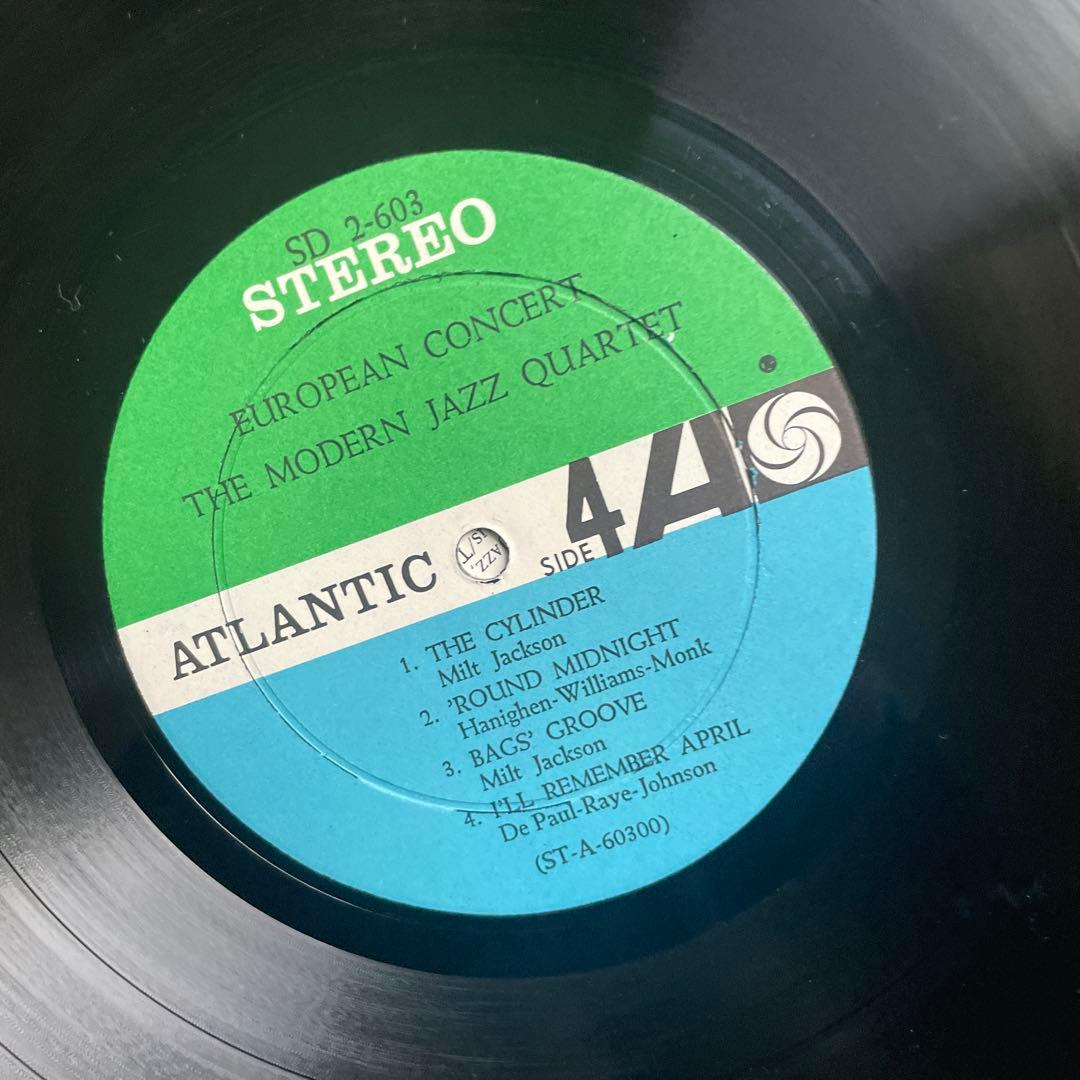 SD 2-603
STEREO
EUROPEAN CONCERT
THE MODERN JAZZ QUARTET
ATLANTIC
SIDE 4
A
1. THE CYLINDER
Milt Jackson
2. 'ROUND MIDNIGHT
Hanighen-Williams-Monk
3. BAGS' GROOVE
Milt Jackson
4. I'LL REMEMBER APRIL
De Paul-Raye-Johnson
(ST-A-60300)